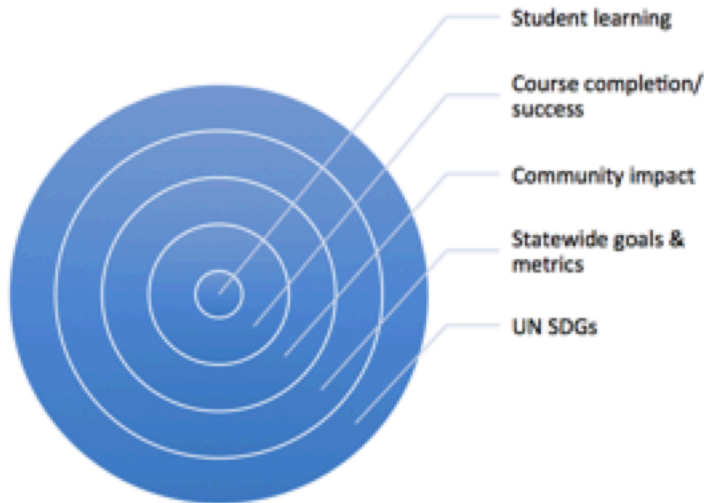 Student learning
Course completion/
success
Community impact
Statewide goals &
metrics
UN SDGs